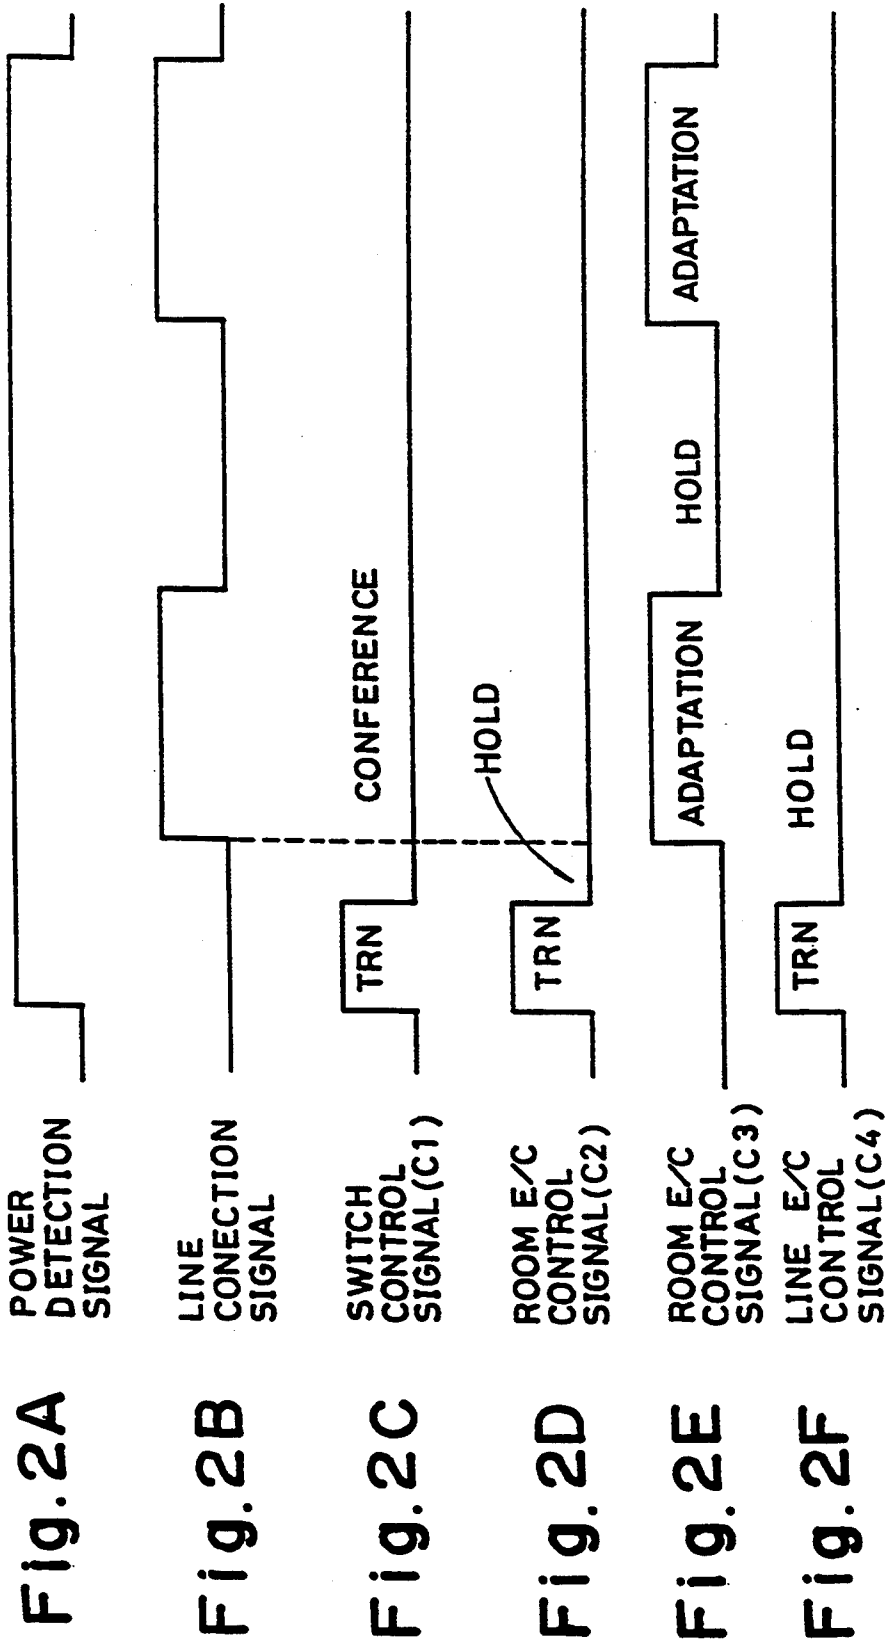 Fig. 2A
POWER
DETECTION
SIGNAL
Fig. 2B
LINE
CONECTION
SIGNAL
Fig. 2C
SWITCH
CONTROL
SIGNAL(C1)
TRN
CONFERENCE
Fig. 2D
ROOM E/C
CONTROL
SIGNAL(C2)
TRN
HOLD
Fig. 2E
ROOM E/C
CONTROL
SIGNAL(C3)
ADAPTATION
HOLD
ADAPTATION
Fig. 2F
LINE E/C
CONTROL
SIGNAL(C4)
TRN
HOLD